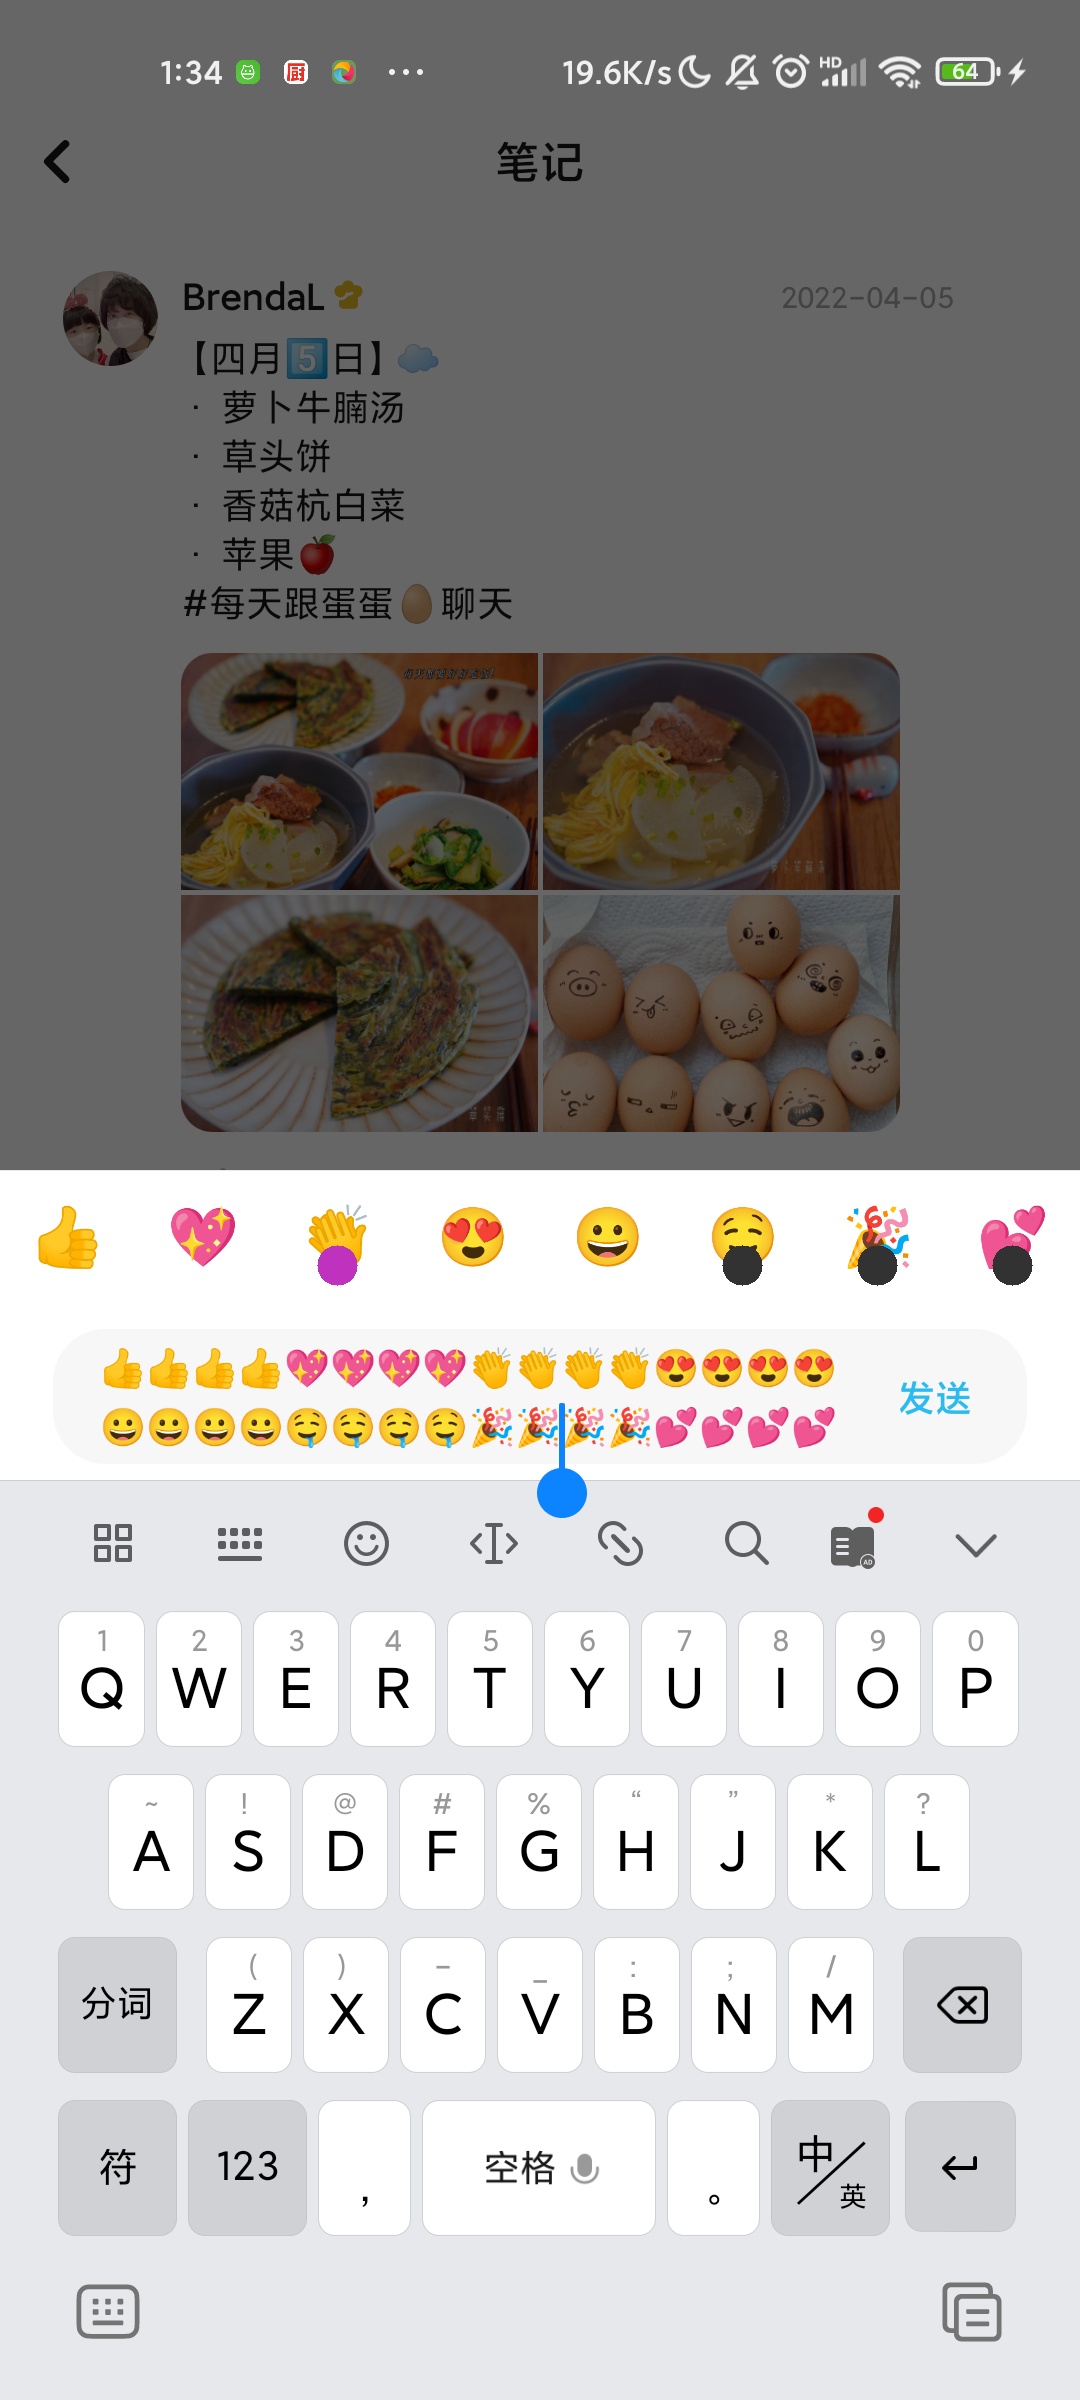 1:34 ... 19.6K/s HD 64
笔记
BrendaL 2022-04-05
【四月5️⃣日】☁️
· 萝卜牛腩汤
· 草头饼
· 香菇杭白菜
· 苹果🍎
#每天跟蛋蛋🥚聊天
👍💖👏😍😀🤤🎉💕
👍👍👍👍💖💖💖💖👏👏👏👏😍😍😍😍
😀😀😀😀🤤🤤🤤🤤🎉🎉🎉🎉💕💕💕💕
发送
AD
1 2 3 4 5 6 7 8 9 0
Q W E R T Y U I O P
~ ! @ # % “ ” * ?
A S D F G H J K L
( ) - _ : ; /
分词 Z X C V B N M
符 123 , 空格 。 中/英